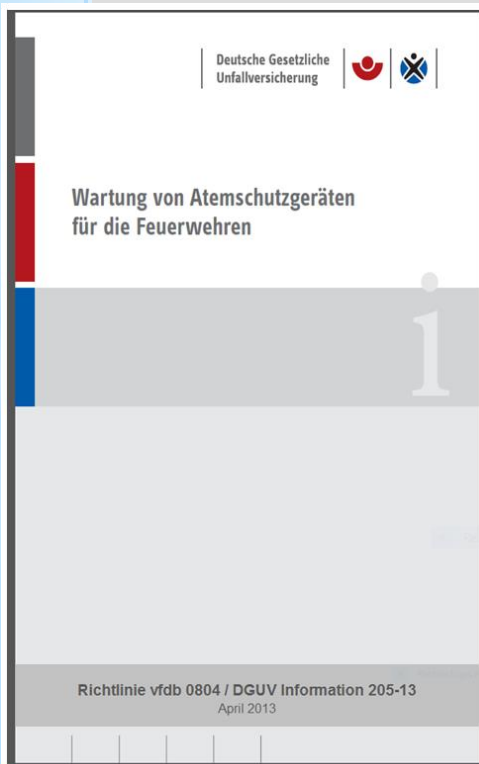 Deutsche Gesetzliche
Unfallversicherung
Wartung von Atemschutzgeräten
für die Feuerwehren
i
Richtlinie vfdb 0804 / DGUV Information 205-13
April 2013